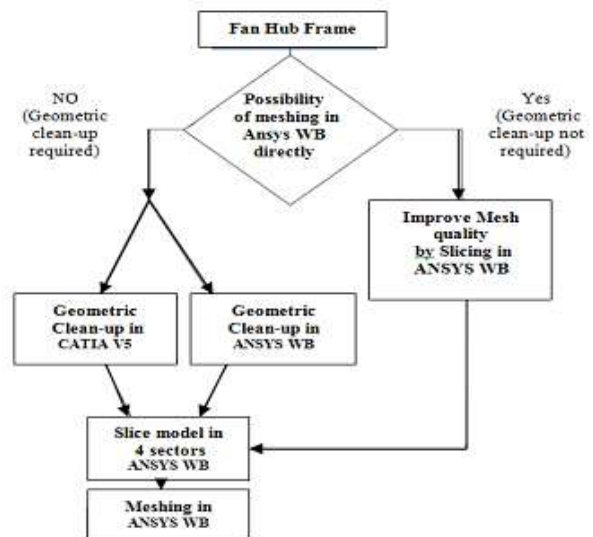 Fan Hub Frame
Possibility
of meshing in
Ansys WB
directly
NO
(Geometric
clean-up
required)
Yes
(Geometric
clean-up not
required)
Improve Mesh
quality
by Slicing in
ANSYS WB
Geometric
Clean-up in
CATIA V5
Geometric
Clean-up in
ANSYS WB
Slice model in
4 sectors
ANSYS WB
Meshing in
ANSYS WB